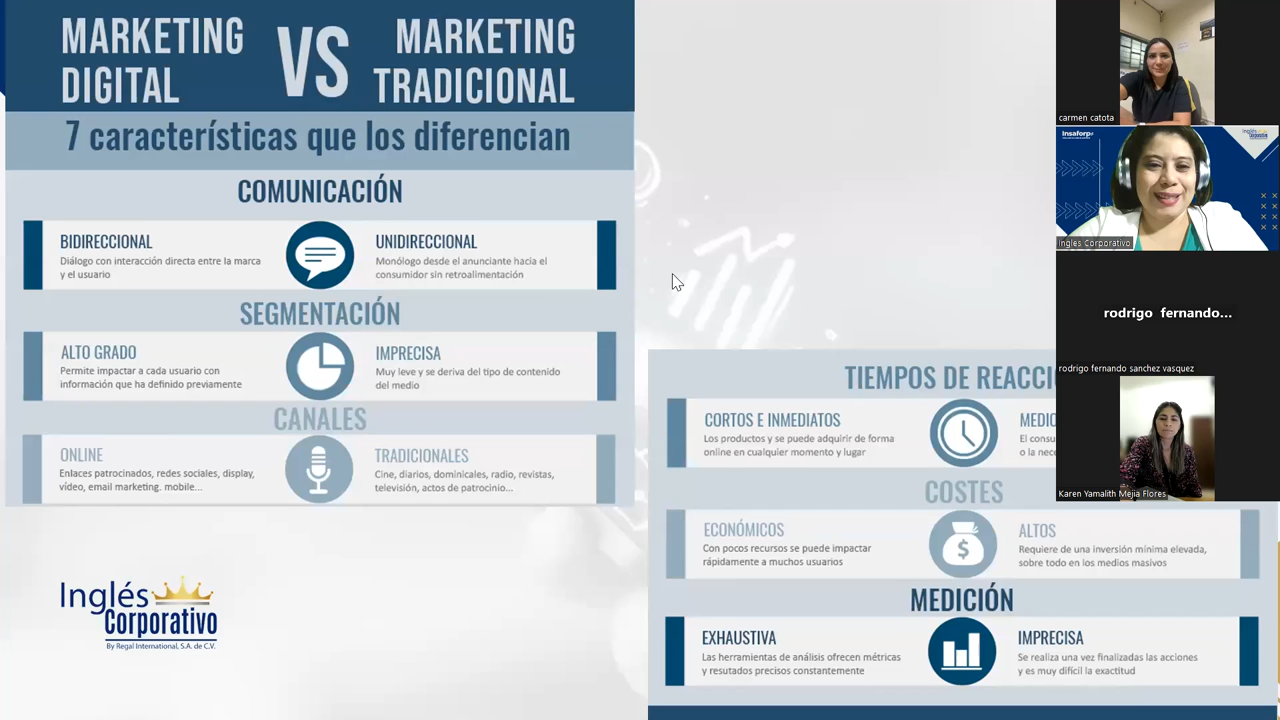 MARKETING
DIGITAL
VS
MARKETING
TRADICIONAL
7 características que los diferencian
COMUNICACIÓN
BIDIRECCIONAL
Diálogo con interacción directa entre la marca
y el usuario
UNIDIRECCIONAL
Monólogo desde el anunciante hacia el
consumidor sin retroalimentación
SEGMENTACIÓN
ALTO GRADO
Permite impactar a cada usuario con
información que ha definido previamente
IMPRECISA
Muy leve y se deriva del tipo de contenido
del medio
CANALES
ONLINE
Enlaces patrocinados, redes sociales, display,
vídeo, email marketing. mobile...
TRADICIONALES
Cine, diarios, dominicales, radio, revistas,
televisión, actos de patrocinio...
Inglés
Corporativo
By Regal International, S.A. de C.V.
TIEMPOS DE REACCI
CORTOS E INMEDIATOS
Los productos y se puede adquirir de forma
online en cualquier momento y lugar
MEDIO
El consu
o la nece
COSTES
ECONÓMICOS
Con pocos recursos se puede impactar
rápidamente a muchos usuarios
ALTOS
Requiere de una inversión mínima elevada,
sobre todo en los medios masivos
MEDICIÓN
EXHAUSTIVA
Las herramientas de análisis ofrecen métricas
y resutados precisos constantemente
IMPRECISA
Se realiza una vez finalizadas las acciones
y es muy difícil la exactitud
carmen catota
Insaforp
Inglés Corporativo
Ingles Corporativo
rodrigo fernando...
rodrigo fernando sanchez vasquez
Karen Yamalith Mejia Flores